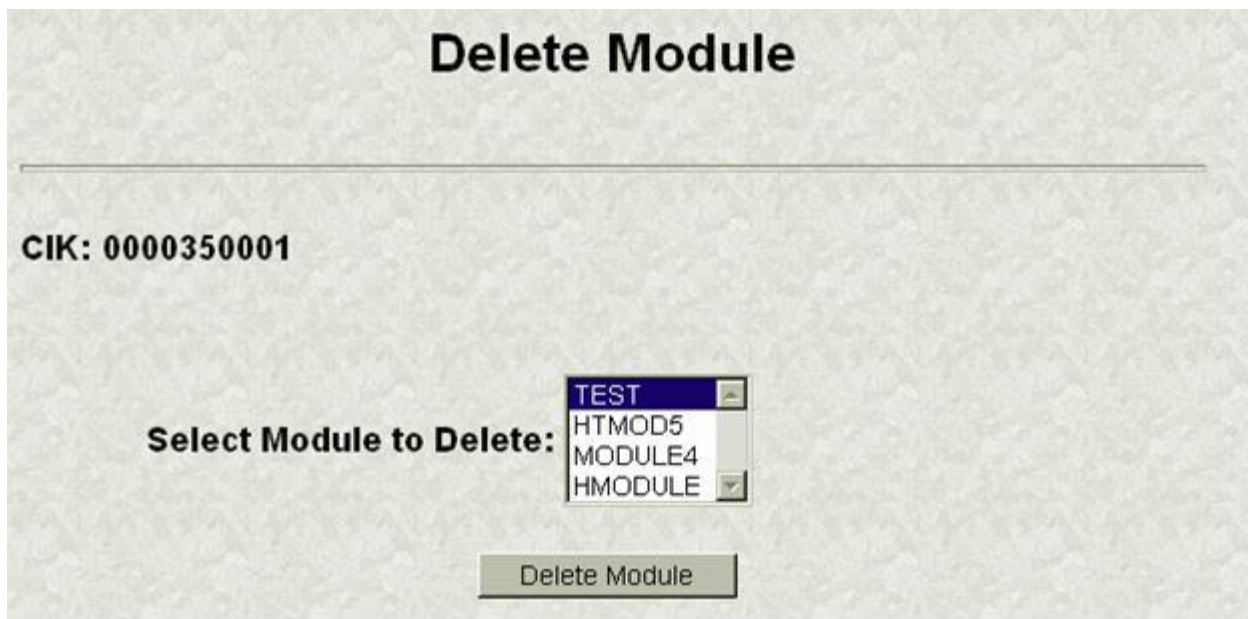 Delete Module
CIK: 0000350001
Select Module to Delete:
TEST
HTMOD5
MODULE4
HMODULE
Delete Module